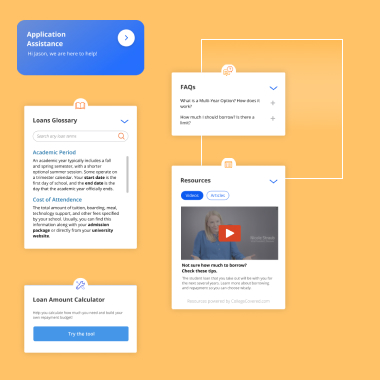 Application
Assistance
Hi Jason, we are here to help!
Loans Glossary
Search any loan terms
Academic Period
An academic year typically includes a fall
and spring semester, with a shorter
optional summer session. Some operate on
a trimester calendar. Your start date is the
first day of school, and the end date is the
day that the academic year officially ends.
Cost of Attendance
The total amount of tuition, boarding, meal,
technology support, and other fees specified
by your school. Usually, you can find this
information along with your admission
package or directly from your university
website.
Loan Amount Calculator
Help you calculate how much you need and build your
own repayment budget!
Try the tool
FAQs
What is a Multi-Year Option? How does it
work?
How much I should borrow? Is there a
limit?
Resources
Videos
Articles
Not sure how much to borrow?
Check these tips.
The student loan that you take out will be with you for
the next several years. Learn more about borrowing
and repayment so you can choose wisely.
Resources powered by CollegeCovered.com